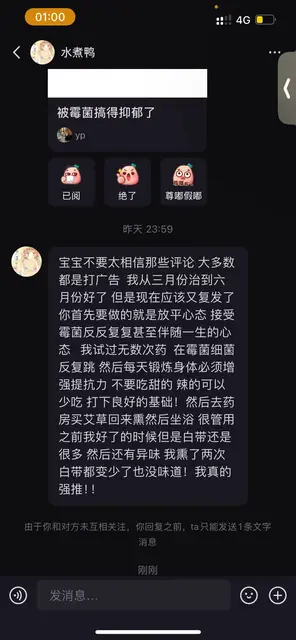 01:00
4G
水煮鸭
被霉菌搞得抑郁了
yp
已阅
绝了
尊嘟假嘟
昨天 23:59
宝宝不要太相信那些评论 大多数
都是打广告 我从三月份治到六
月份好了 但是现在应该又复发了
你首先要做的就是放平心态 接受
霉菌反反复复甚至伴随一生的心
态 我试过无数次药 在霉菌细菌
反复跳 然后每天锻炼身体必须增
强提抗力 不要吃甜的 辣的可以
少吃 打下良好的基础！然后去药
房买艾草回来熏然后坐浴 很管用
之前我好了的时候但是白带还是
很多 然后还有异味 我熏了两次
白带都变少了也没味道！我真的
强推！！
由于你和对方未互相关注，你回复之前，ta只能发送1条文字
消息
刚刚
发消息...